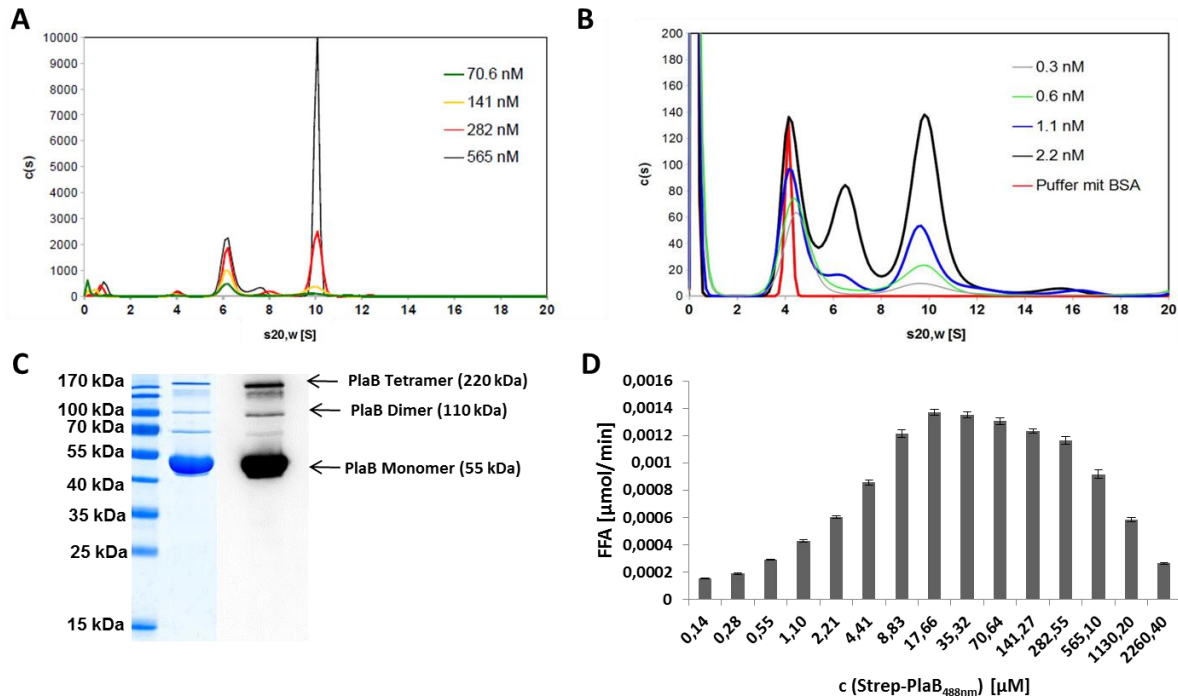 A
10000
9000
8000
7000
6000
5000
4000
3000
2000
1000
0
c(s)
0 2 4 6 8 10 12 14 16 18 20
s20,w [S]
70.6 nM
141 nM
282 nM
565 nM
B
200
180
160
140
120
100
80
60
40
20
0
c(s)
0 2 4 6 8 10 12 14 16 18 20
s20,w [S]
0.3 nM
0.6 nM
1.1 nM
2.2 nM
Puffer mit BSA
C
170 kDa
100 kDa
70 kDa
55 kDa
40 kDa
35 kDa
25 kDa
15 kDa
PlaB Tetramer (220 kDa)
PlaB Dimer (110 kDa)
PlaB Monomer (55 kDa)
D
0,0016
0,0014
0,0012
0,001
0,0008
0,0006
0,0004
0,0002
0
FFA [µmol/min]
0,14 0,28 0,55 1,10 2,21 4,41 8,83 17,66 35,32 70,64 141,27 282,55 565,10 1130,20 2260,40
c (Strep-PlaB488nm) [µM]